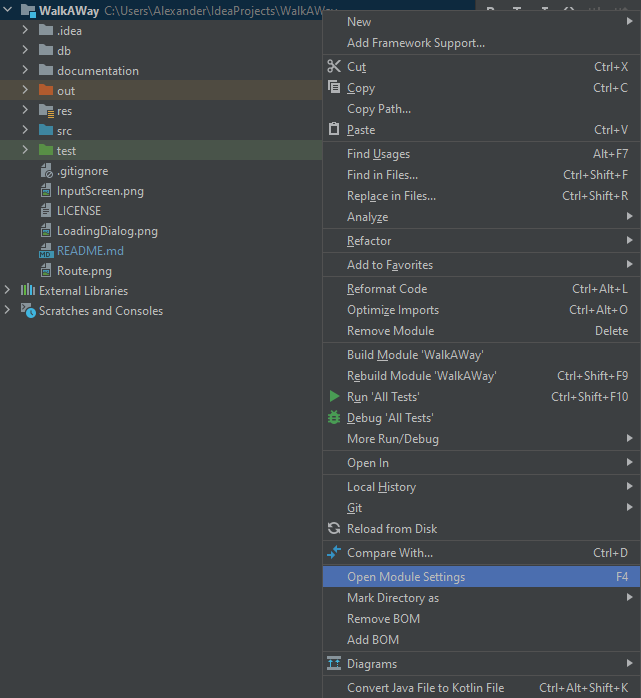 WalkAWay C:\Users\Alexander\IdeaProjects\WalkAWay
.idea
db
documentation
out
res
src
test
.gitignore
InputScreen.png
LICENSE
LoadingDialog.png
README.md
Route.png
External Libraries
Scratches and Consoles
New
Add Framework Support...
Cut Ctrl+X
Copy Ctrl+C
Copy Path...
Paste Ctrl+V
Find Usages Alt+F7
Find in Files... Ctrl+Shift+F
Replace in Files... Ctrl+Shift+R
Analyze
Refactor
Add to Favorites
Reformat Code Ctrl+Alt+L
Optimize Imports Ctrl+Alt+O
Remove Module Delete
Build Module 'WalkAWay'
Rebuild Module 'WalkAWay' Ctrl+Shift+F9
Run 'All Tests' Ctrl+Shift+F10
Debug 'All Tests'
More Run/Debug
Open In
Local History
Git
Reload from Disk
Compare With... Ctrl+D
Open Module Settings F4
Mark Directory as
Remove BOM
Add BOM
Diagrams
Convert Java File to Kotlin File Ctrl+Alt+Shift+K